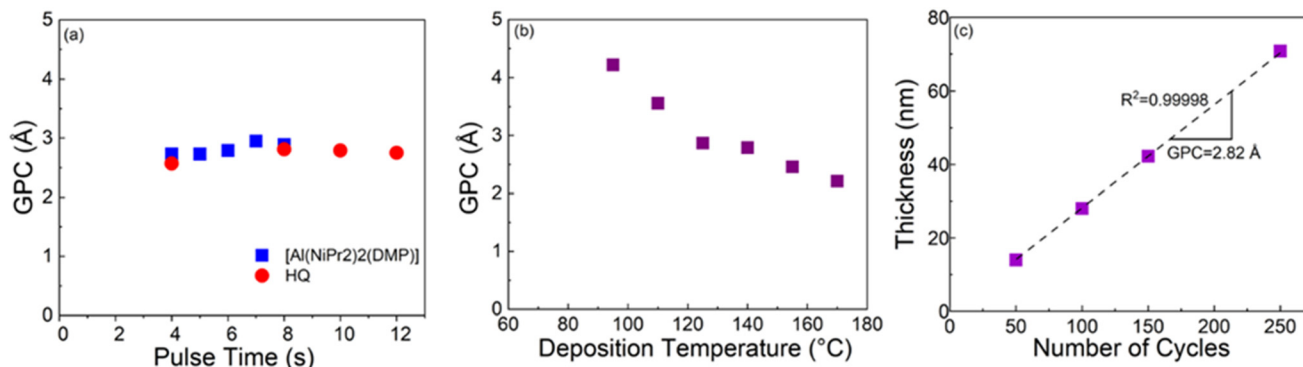 (a)
5
4
3
2
1
0
GPC (Å)
[Al(NiPr2)2(DMP)]
HQ
0 2 4 6 8 10 12
Pulse Time (s)
(b)
5
4
3
2
1
0
GPC (Å)
60 80 100 120 140 160 180
Deposition Temperature (°C)
(c)
80
60
40
20
0
Thickness (nm)
R²=0.99998
GPC=2.82 Å
0 50 100 150 200 250
Number of Cycles